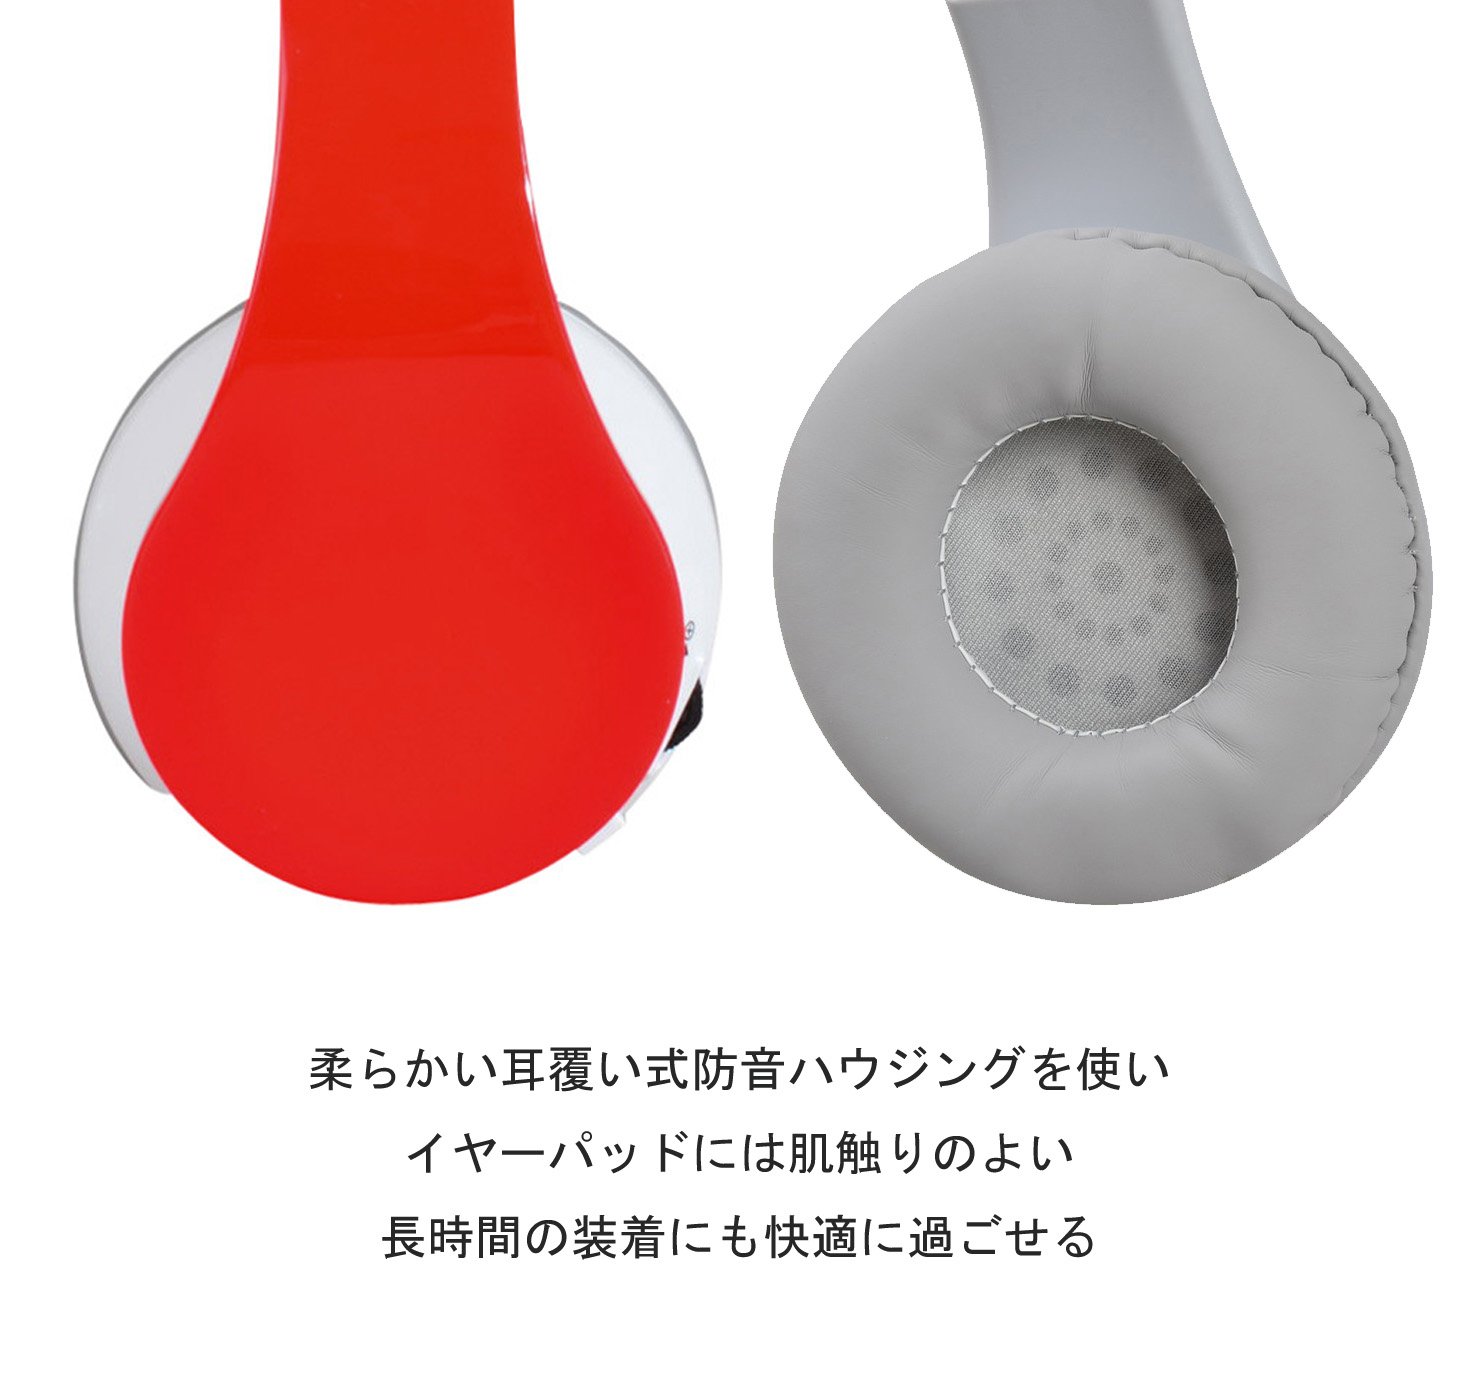 柔らかい耳覆い式防音ハウジングを使い
イヤーパッドには肌触りのよい
長時間の装着にも快適に過ごせる